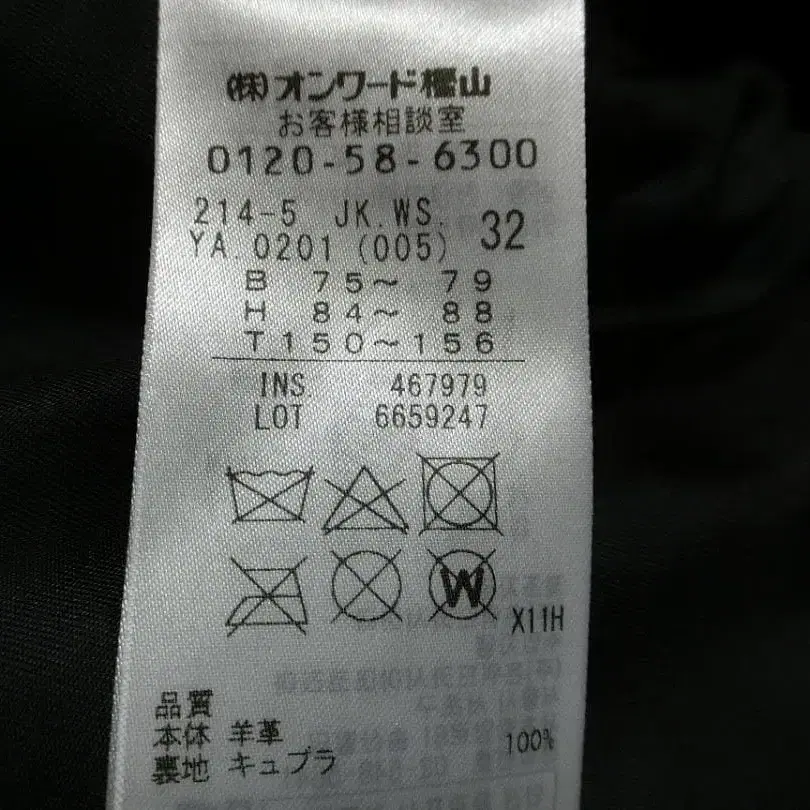 (株)オンワード樫山
お客様相談室
0120-58-6300
214-5 JK.WS. 32
YA.0201 (005)
B 75~ 79
H 84~ 88
T150~156
INS. 467979
LOT 6659247
W
X11H
品質
本体 羊革
裏地 キュプラ 100%